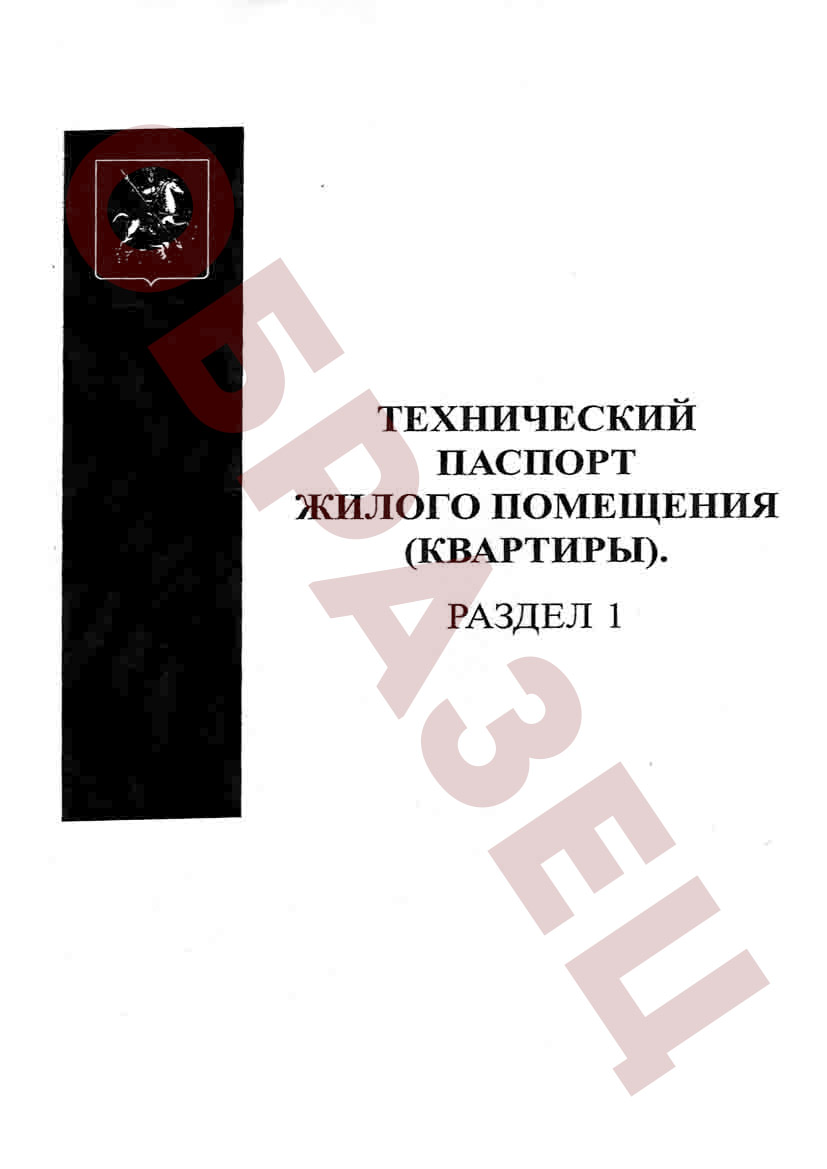 ТЕХНИЧЕСКИЙ
ПАСПОРТ
ЖИЛОГО ПОМЕЩЕНИЯ
(КВАРТИРЫ).
РАЗДЕЛ 1
ОБРАЗЕЦ